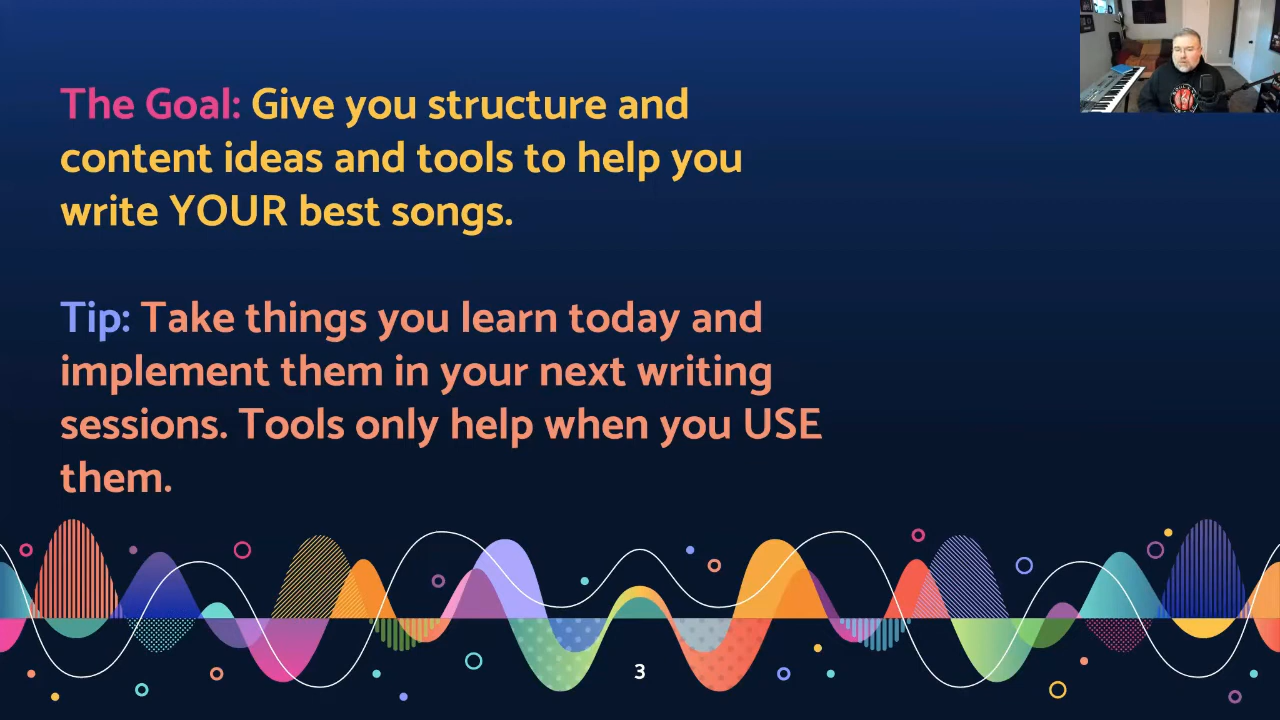 The Goal: Give you structure and
content ideas and tools to help you
write YOUR best songs.
Tip: Take things you learn today and
implement them in your next writing
sessions. Tools only help when you USE
them.
3